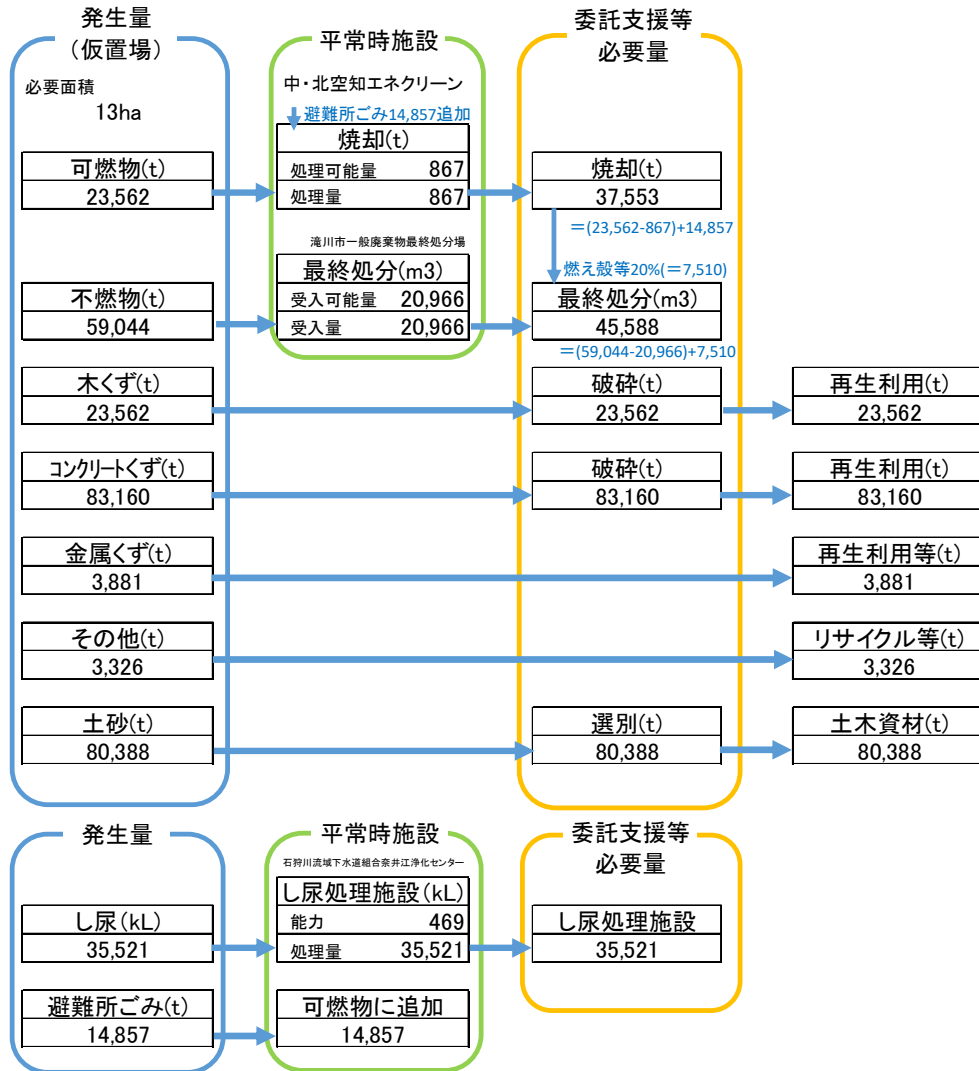 発生量
(仮置場)
必要面積
13ha
平常時施設
中・北空知エネクリーン
避難所ごみ14,857追加
委託支援等
必要量
可燃物(t)
23,562
焼却(t)
処理可能量 867
処理量 867
焼却(t)
37,553
=(23,562-867)+14,857
滝川市一般廃棄物最終処分場
燃え殻等20%(=7,510)
不燃物(t)
59,044
最終処分(m3)
受入可能量 20,966
受入量 20,966
最終処分(m3)
45,588
=(59,044-20,966)+7,510
木くず(t)
23,562
破砕(t)
23,562
再生利用(t)
23,562
コンクリートくず(t)
83,160
破砕(t)
83,160
再生利用(t)
83,160
金属くず(t)
3,881
再生利用等(t)
3,881
その他(t)
3,326
リサイクル等(t)
3,326
土砂(t)
80,388
選別(t)
80,388
土木資材(t)
80,388
発生量
平常時施設
石狩川流域下水道組合奈井江浄化センター
委託支援等
必要量
し尿(kL)
35,521
し尿処理施設(kL)
能力 469
処理量 35,521
し尿処理施設
35,521
避難所ごみ(t)
14,857
可燃物に追加
14,857